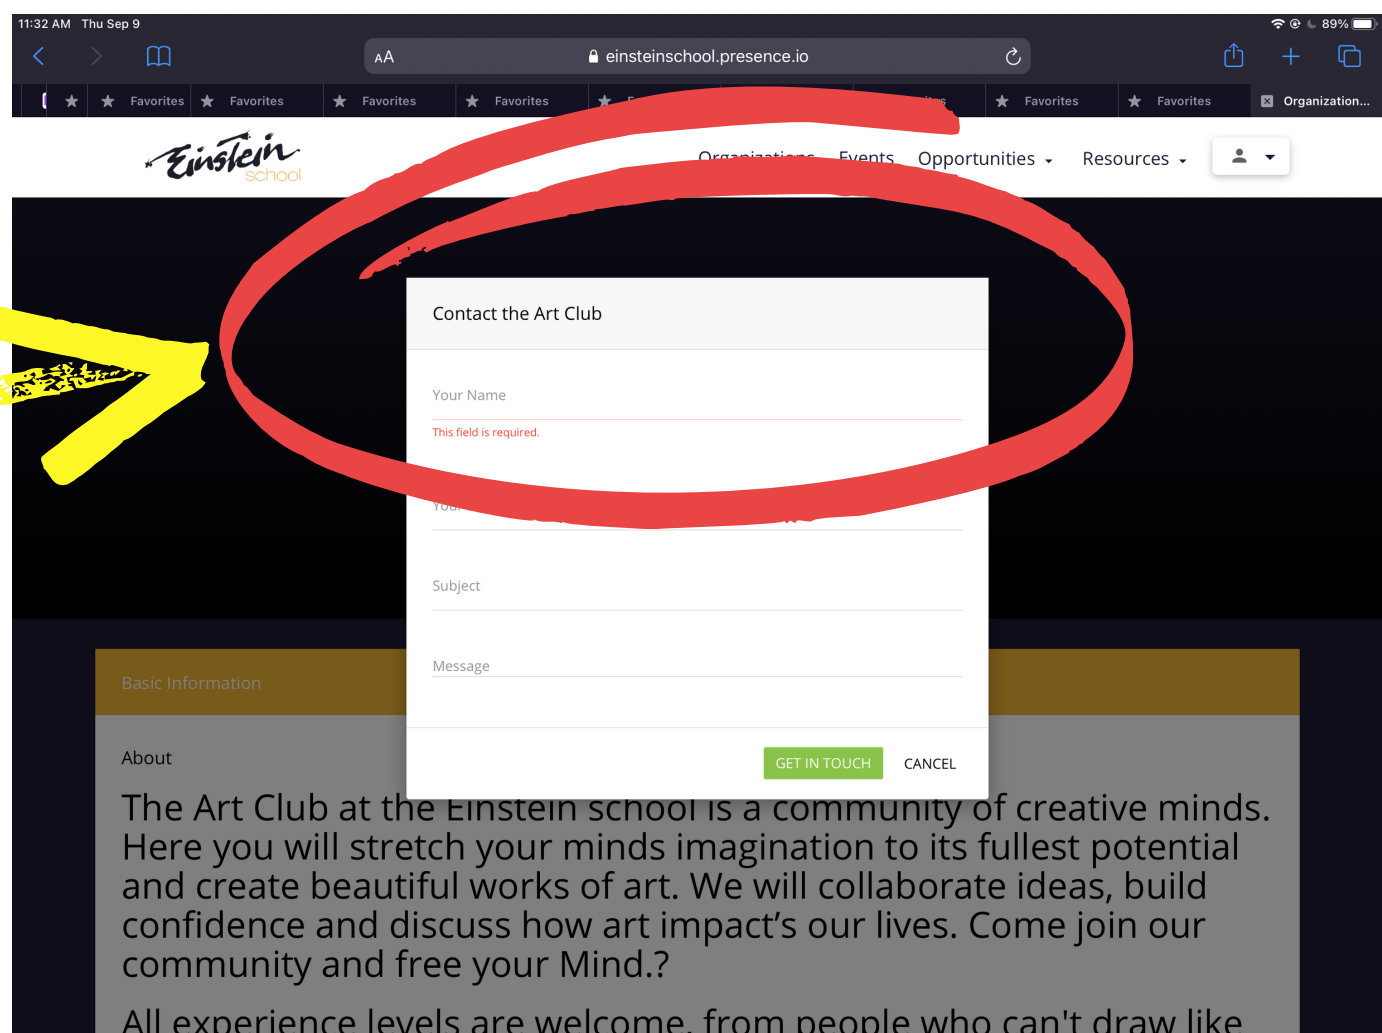 11:32 AM Thu Sep 9
89%
AA
einsteinschool.presence.io
Favorites
Favorites
Favorites
Favorites
Favorites
Favorites
Organization...
Einstein
school
Organizations
Events
Opportunities
Resources
Contact the Art Club
Your Name
This field is required.
Subject
Message
GET IN TOUCH
CANCEL
Basic Information
About
The Art Club at the Einstein school is a community of creative minds.
Here you will stretch your minds imagination to its fullest potential
and create beautiful works of art. We will collaborate ideas, build
confidence and discuss how art impact’s our lives. Come join our
community and free your Mind.?
All experience levels are welcome, from people who can't draw like